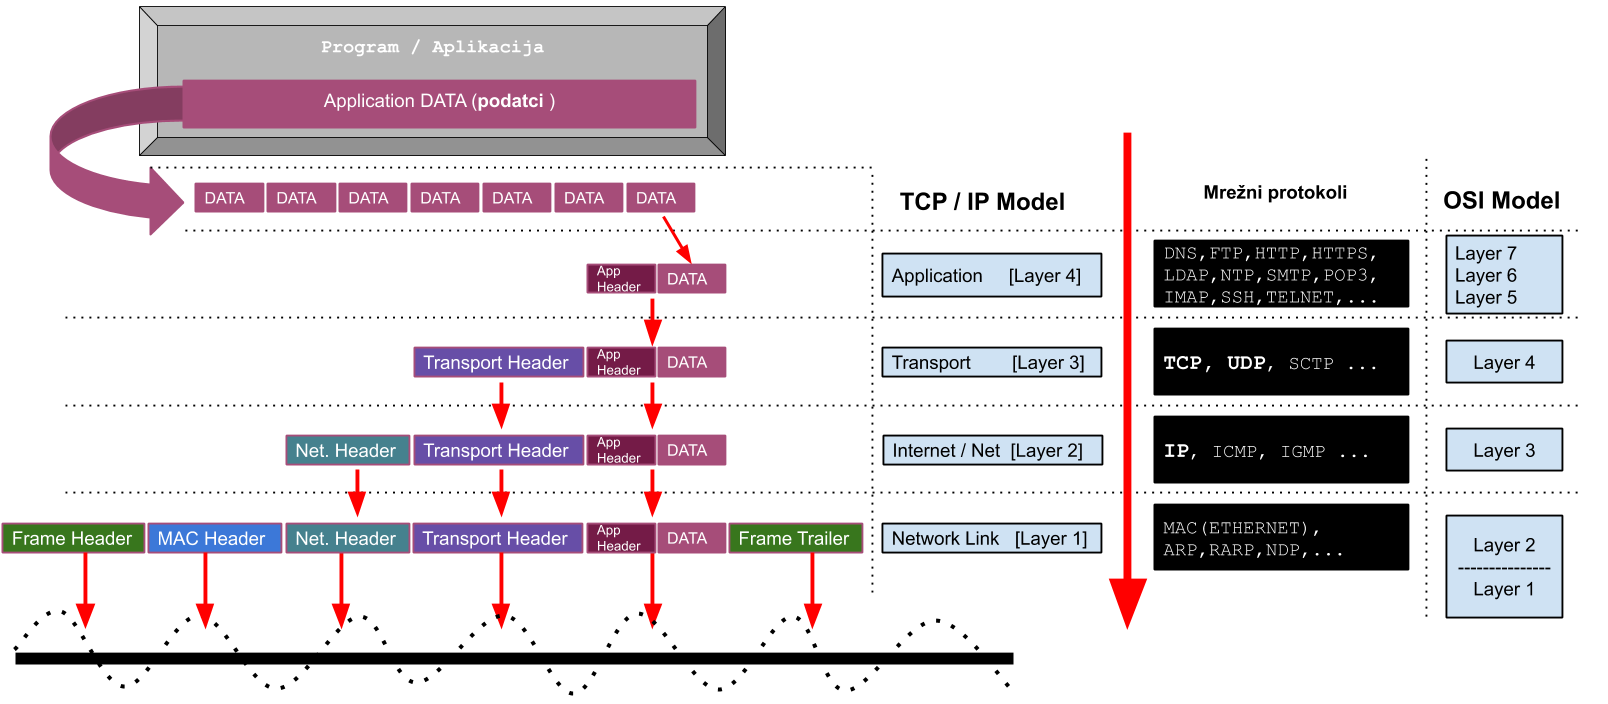 Program / Aplikacija
Application DATA (podatci )
DATA DATA DATA DATA DATA DATA DATA
TCP / IP Model
Mrežni protokoli
OSI Model
App
Header
DATA
Application [Layer 4]
DNS,FTP,HTTP,HTTPS,
LDAP,NTP,SMTP,POP3,
IMAP,SSH,TELNET,...
Layer 7
Layer 6
Layer 5
Transport Header
App
Header
DATA
Transport [Layer 3]
TCP, UDP, SCTP ...
Layer 4
Net. Header
Transport Header
App
Header
DATA
Internet / Net [Layer 2]
IP, ICMP, IGMP ...
Layer 3
Frame Header
MAC Header
Net. Header
Transport Header
App
Header
DATA
Frame Trailer
Network Link [Layer 1]
MAC(ETHERNET),
ARP,RARP,NDP,...
Layer 2
---------------
Layer 1